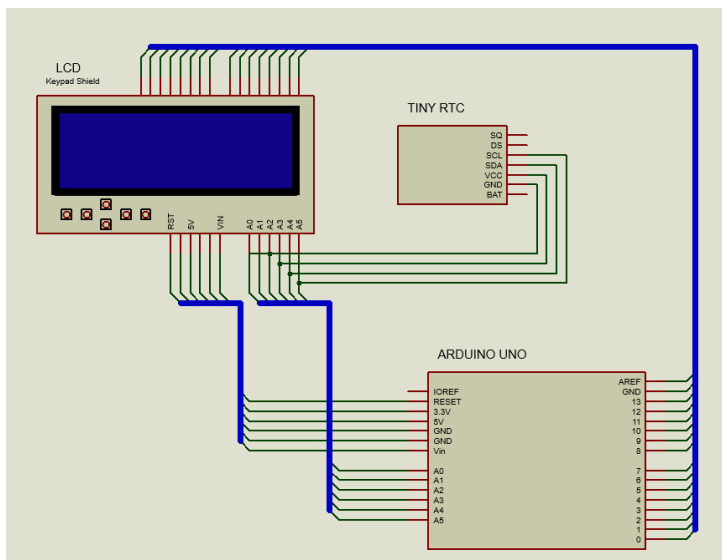 LCD
Keypad Shield
RST
5V
VIN
A0
A1
A2
A3
A4
A5
TINY RTC
SQ
DS
SCL
SDA
VCC
GND
BAT
ARDUINO UNO
IOREF
RESET
3.3V
5V
GND
GND
Vin
A0
A1
A2
A3
A4
A5
AREF
GND
13
12
11
10
9
8
7
6
5
4
3
2
1
0